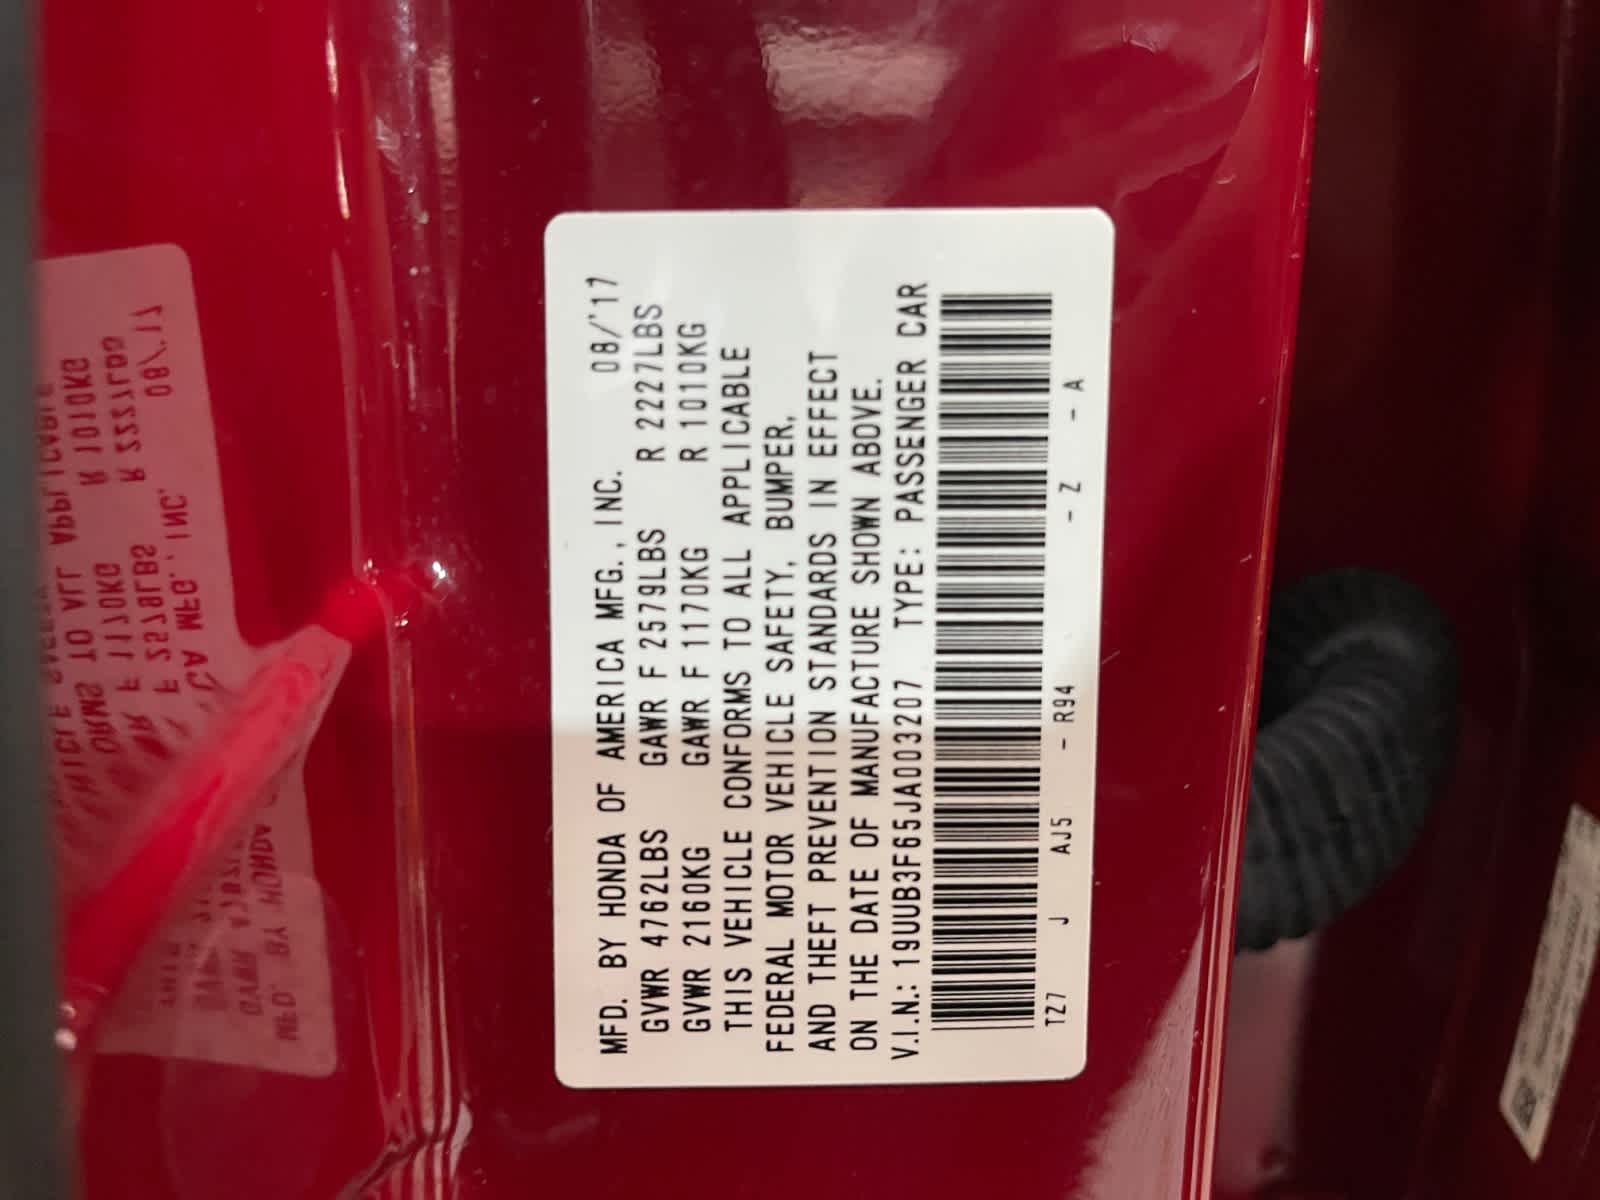 MFD. BY HONDA OF AMERICA MFG., INC. 08/'17
GVWR 4762LBS GAWR F 2579LBS R 2227LBS
GVWR 2160KG GAWR F 1170KG R 1010KG
THIS VEHICLE CONFORMS TO ALL APPLICABLE
FEDERAL MOTOR VEHICLE SAFETY, BUMPER,
AND THEFT PREVENTION STANDARDS IN EFFECT
ON THE DATE OF MANUFACTURE SHOWN ABOVE.
V.I.N.: 19UUB3F65JA003207 TYPE: PASSENGER CAR
TZ7 J AJ5 - R94 - Z - A